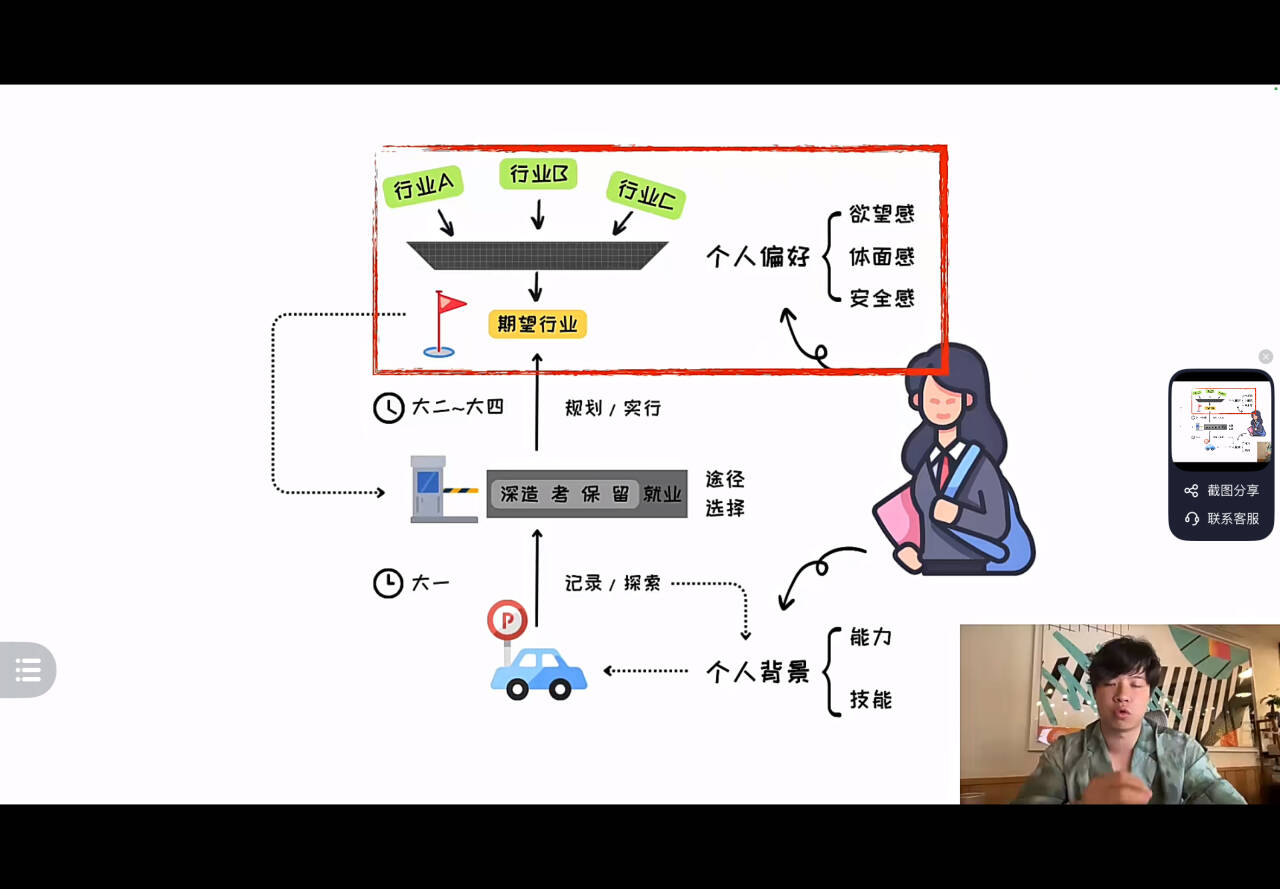 行业A
行业B
行业C
欲望感
个人偏好
体面感
安全感
期望行业
大二~大四
规划 / 实行
深造 者 保 留 就业
途径
选择
截图分享
联系客服
大一
记录 / 探索
P
能力
个人背景
技能